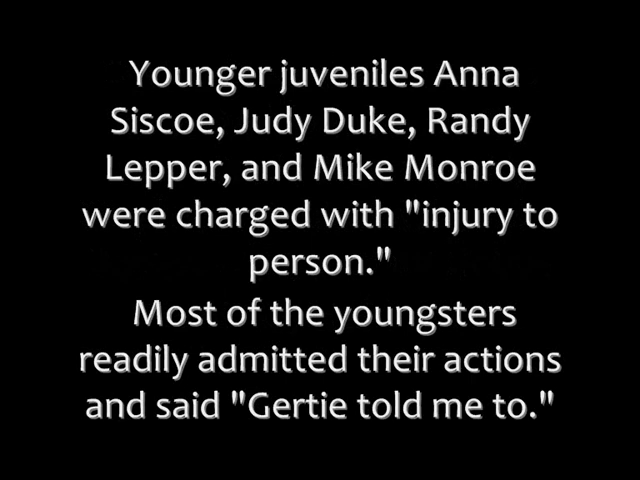 Younger juveniles Anna
Siscoe, Judy Duke, Randy
Lepper, and Mike Monroe
were charged with "injury to
person."
Most of the youngsters
readily admitted their actions
and said "Gertie told me to."